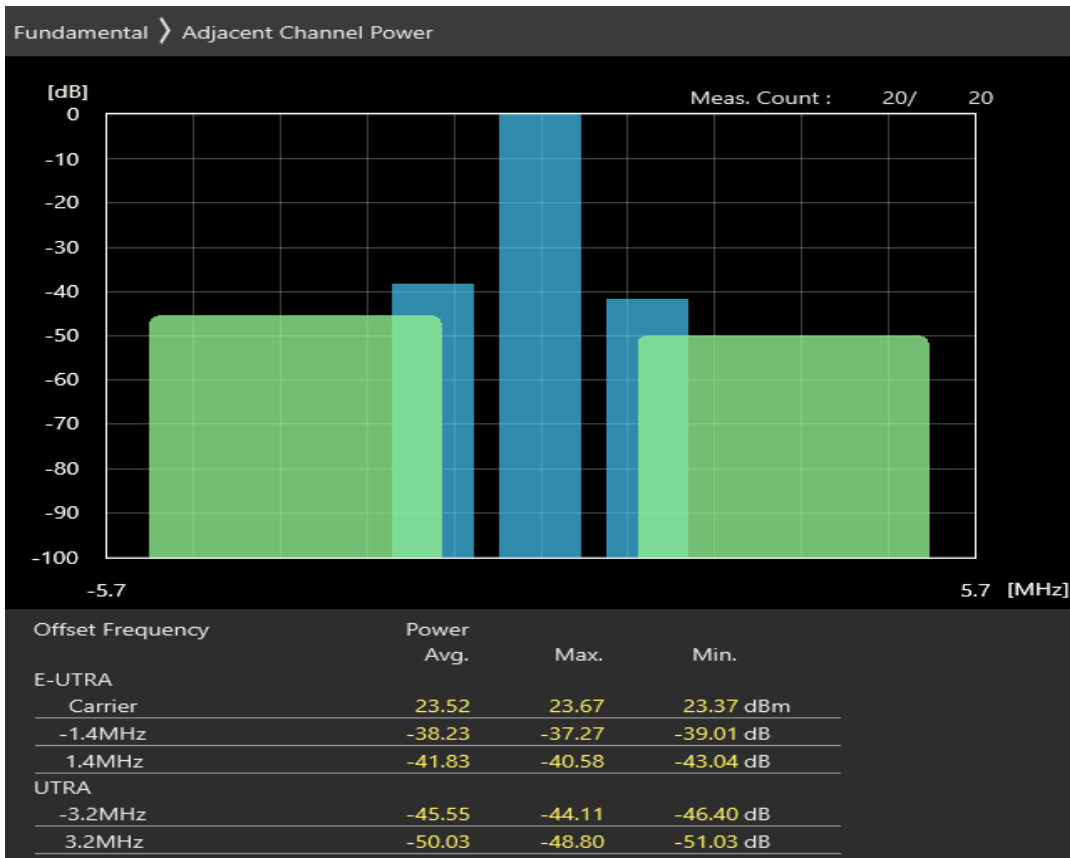 Fundamental 〉 Adjacent Channel Power
[dB]
Meas. Count : 20/ 20
0
-10
-20
-30
-40
-50
-60
-70
-80
-90
-100
-5.7 5.7 [MHz]
Offset Frequency Power
Avg. Max. Min.
E-UTRA
Carrier 23.52 23.67 23.37 dBm
-1.4MHz -38.23 -37.27 -39.01 dB
1.4MHz -41.83 -40.58 -43.04 dB
UTRA
-3.2MHz -45.55 -44.11 -46.40 dB
3.2MHz -50.03 -48.80 -51.03 dB